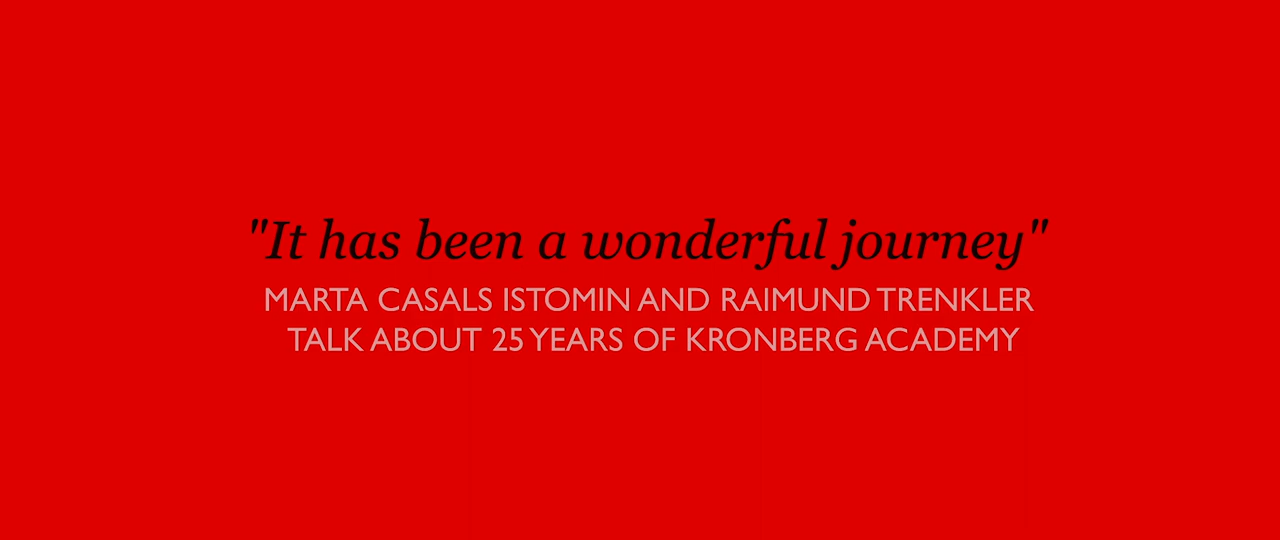 "It has been a wonderful journey"
MARTA CASALS ISTOMIN AND RAIMUND TRENKLER
TALK ABOUT 25 YEARS OF KRONBERG ACADEMY